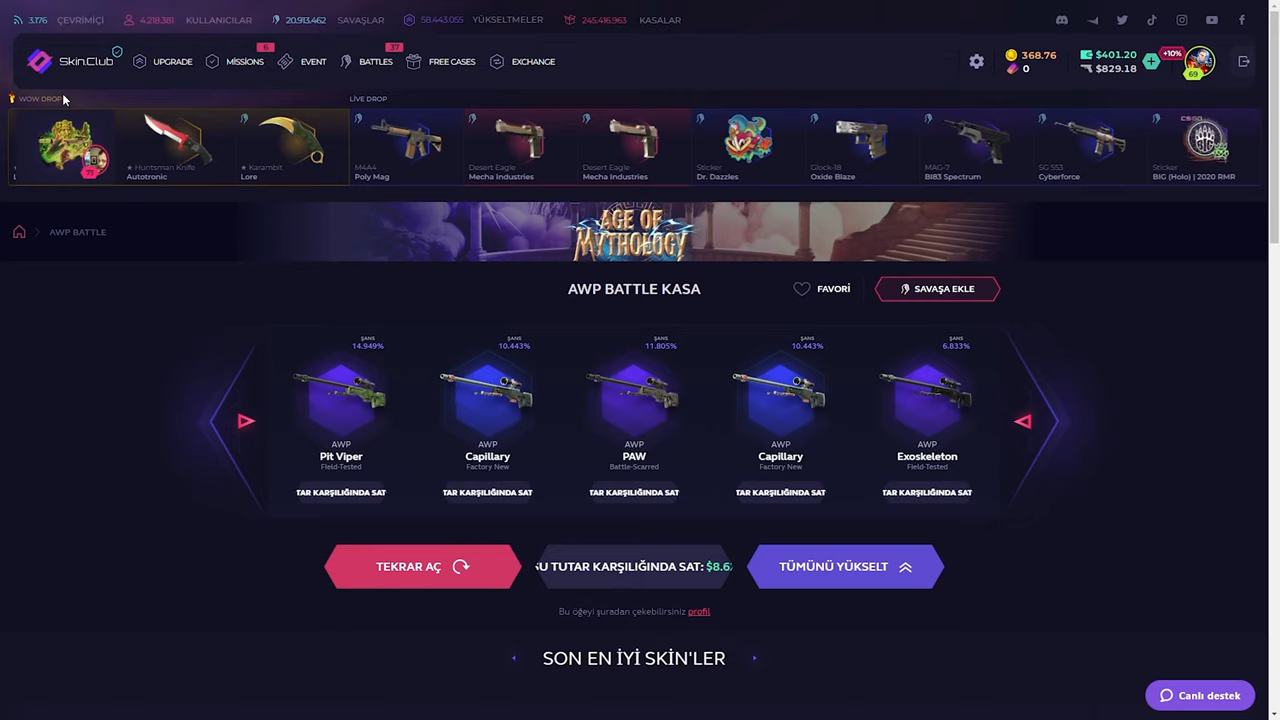 3.176 ÇEVRİMİÇİ 4.218.381 KULLANICILAR 20.913.462 SAVAŞLAR 58.443.055 YÜKSELTMELER 245.416.963 KASALAR
Skin.Club UPGRADE 6 MISSIONS EVENT 37 BATTLES FREE CASES EXCHANGE
368.76 $401.20 +10%
0 $829.18 69
WOW DROP LİVE DROP
73
CSGO
★ Huntsman Knife ★ Karambit M4A4 Desert Eagle Desert Eagle Sticker Glock-18 MAG-7 SG 553 Sticker
Autotronic Lore Poly Mag Mecha Industries Mecha Industries Dr. Dazzles Oxide Blaze BI83 Spectrum Cyberforce BIG (Holo) | 2020 RMR
AGE OF
MYTHOLOGY
AWP BATTLE
AWP BATTLE KASA FAVORİ SAVAŞA EKLE
ŞANS ŞANS ŞANS ŞANS ŞANS
14.949% 10.443% 11.805% 10.443% 6.833%
AWP AWP AWP AWP AWP
Pit Viper Capillary PAW Capillary Exoskeleton
Field-Tested Factory New Battle-Scarred Factory New Field-Tested
TAR KARŞILIĞINDA SAT TAR KARŞILIĞINDA SAT TAR KARŞILIĞINDA SAT TAR KARŞILIĞINDA SAT TAR KARŞILIĞINDA SAT
TEKRAR AÇ U TUTAR KARŞILIĞINDA SAT: $8.62 TÜMÜNÜ YÜKSELT
Bu öğeyi şuradan çekebilirsiniz profil
SON EN İYİ SKİN'LER
Canlı destek